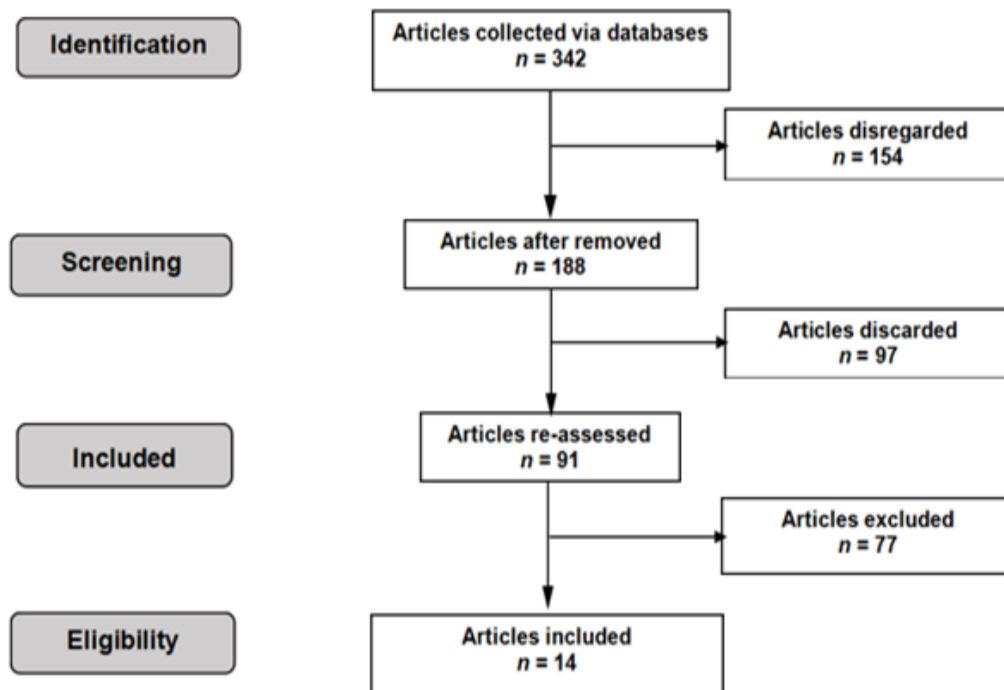 Identification
Articles collected via databases
n = 342
Articles disregarded
n = 154
Screening
Articles after removed
n = 188
Articles discarded
n = 97
Included
Articles re-assessed
n = 91
Articles excluded
n = 77
Eligibility
Articles included
n = 14